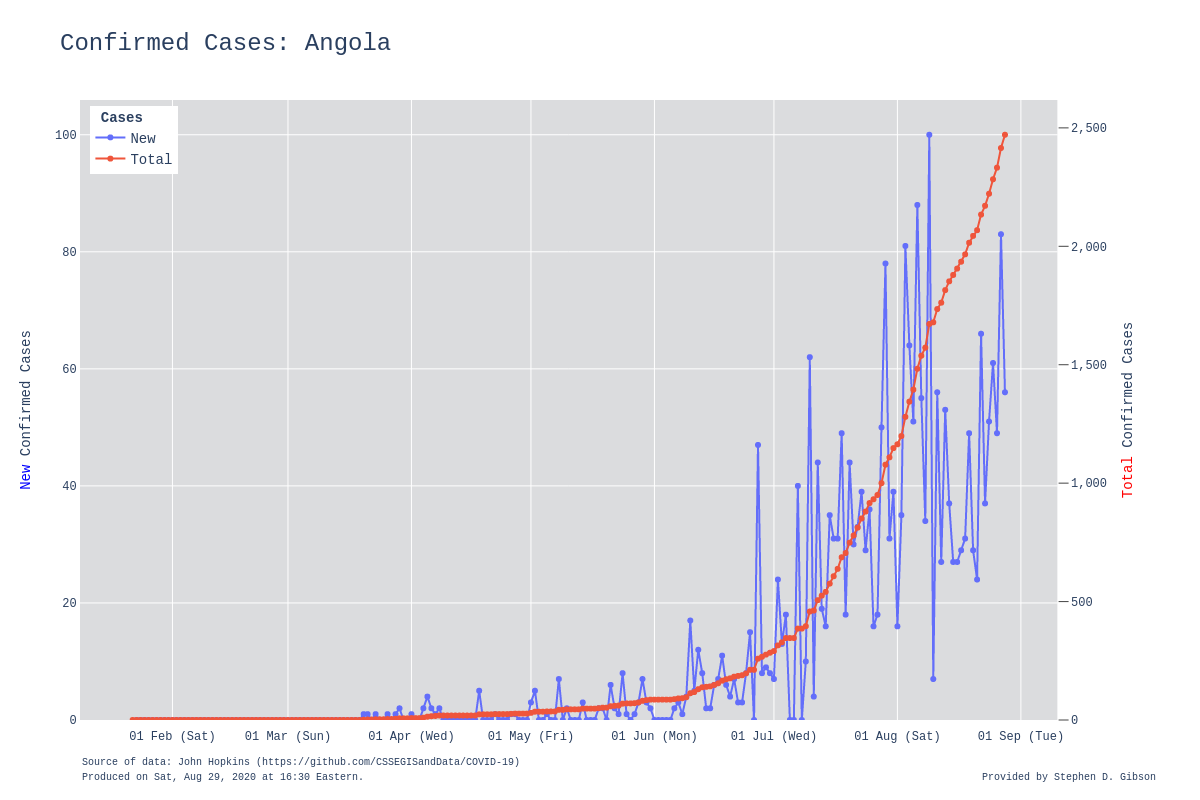 Confirmed Cases: Angola
Cases
New
Total
100
80
60
40
20
0
2,500
2,000
1,500
1,000
500
0
New Confirmed Cases
Total Confirmed Cases
01 Feb (Sat)
01 Mar (Sun)
01 Apr (Wed)
01 May (Fri)
01 Jun (Mon)
01 Jul (Wed)
01 Aug (Sat)
01 Sep (Tue)
Source of data: John Hopkins (https://github.com/CSSEGISandData/COVID-19)
Produced on Sat, Aug 29, 2020 at 16:30 Eastern.
Provided by Stephen D. Gibson